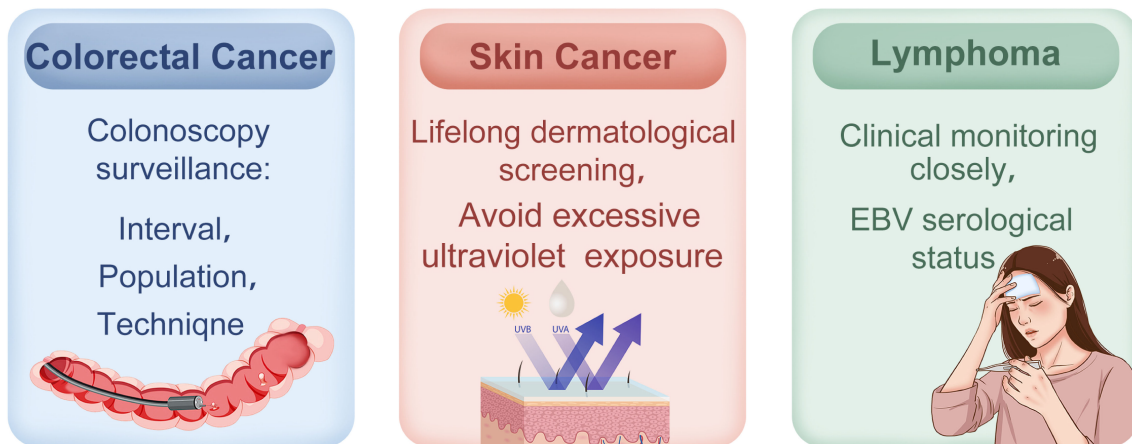 Colorectal Cancer
Colonoscopy
surveillance:
Interval,
Population,
Techniqne
Skin Cancer
Lifelong dermatological
screening,
Avoid excessive
ultraviolet exposure
UVB
UVA
Lymphoma
Clinical monitoring
closely,
EBV serological
status